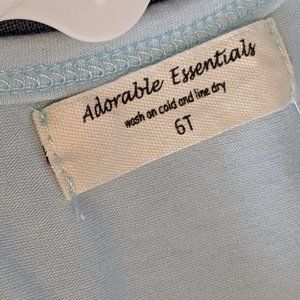 Adorable Essentials
wash on cold and line dry
6T